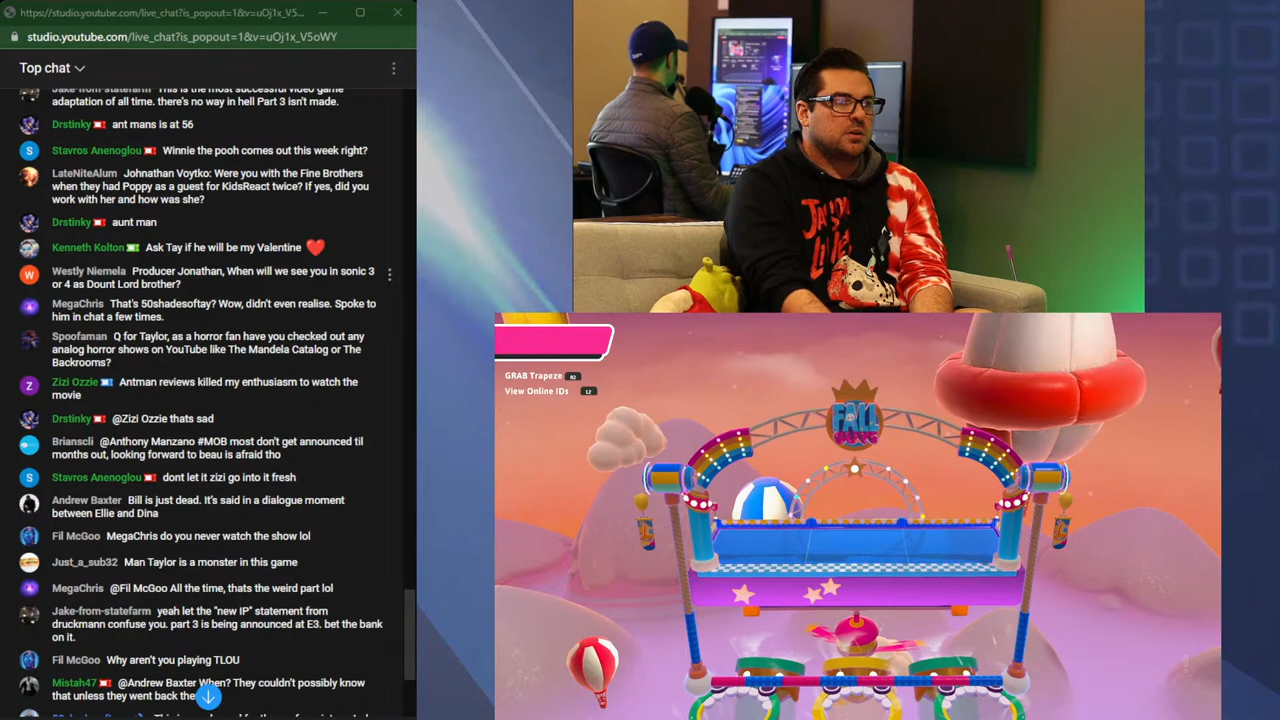 https://studio.youtube.com/live_chat?is_popout=1&v=uOj1x_V5...
studio.youtube.com/live_chat?is_popout=1&v=uOj1x_V5oWY
Top chat
Jake-from-statefarm This is the most successful video game
adaptation of all time. there's no way in hell Part 3 isn't made.
Drstinky ant mans is at 56
Stavros Anenoglou Winnie the pooh comes out this week right?
LateNiteAlum Johnathan Voytko: Were you with the Fine Brothers
when they had Poppy as a guest for KidsReact twice? If yes, did you
work with her and how was she?
Drstinky aunt man
Kenneth Kolton Ask Tay if he will be my Valentine
Westly Niemela Producer Jonathan, When will we see you in sonic 3
or 4 as Dount Lord brother?
MegaChris That's 50shadesoftay? Wow, didn't even realise. Spoke to
him in chat a few times.
Spoofaman Q for Taylor, as a horror fan have you checked out any
analog horror shows on YouTube like The Mandela Catalog or The
Backrooms?
Zizi Ozzie Antman reviews killed my enthusiasm to watch the
movie
Drstinky @Zizi Ozzie thats sad
Brianscli @Anthony Manzano #MOB most don't get announced til
months out, looking forward to beau is afraid tho
Stavros Anenoglou dont let it zizi go into it fresh
Andrew Baxter Bill is just dead. It's said in a dialogue moment
between Ellie and Dina
Fil McGoo MegaChris do you never watch the show lol
Just_a_sub32 Man Taylor is a monster in this game
MegaChris @Fil McGoo All the time, thats the weird part lol
Jake-from-statefarm yeah let the "new IP" statement from
druckmann confuse you. part 3 is being announced at E3. bet the bank
on it.
Fil McGoo Why aren't you playing TLOU
Mistah47 @Andrew Baxter When? They couldn't possibly know
that unless they went back the
JASON
LIVES
GRAB Trapeze R2
View Online IDs L2
FALL
GUYS